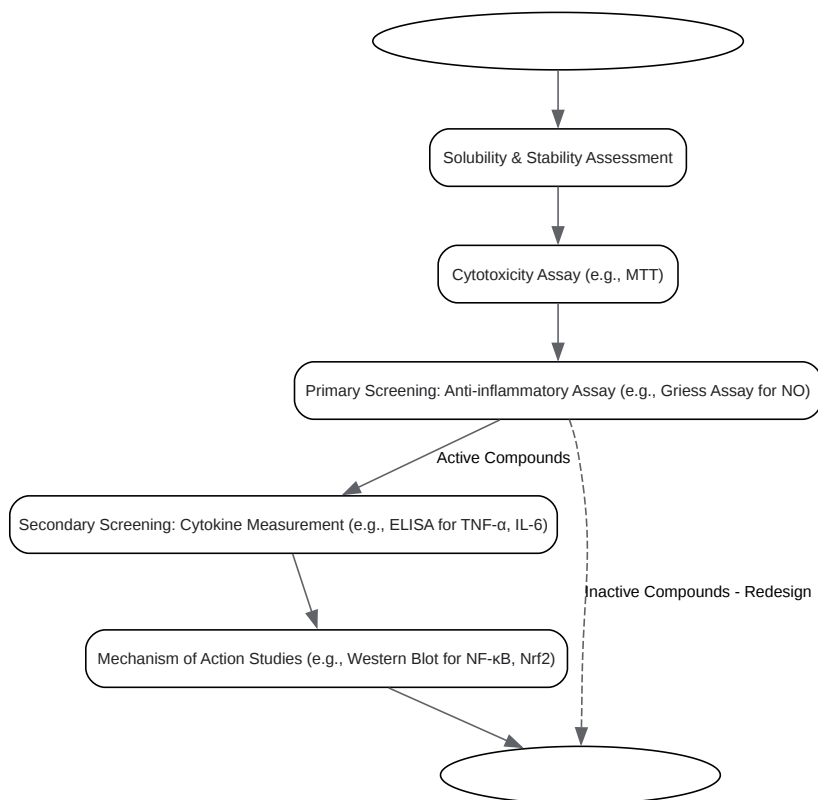 Solubility & Stability Assessment
Cytotoxicity Assay (e.g., MTT)
Primary Screening: Anti-inflammatory Assay (e.g., Griess Assay for NO)
Active Compounds
Secondary Screening: Cytokine Measurement (e.g., ELISA for TNF-α, IL-6)
Inactive Compounds - Redesign
Mechanism of Action Studies (e.g., Western Blot for NF-κB, Nrf2)